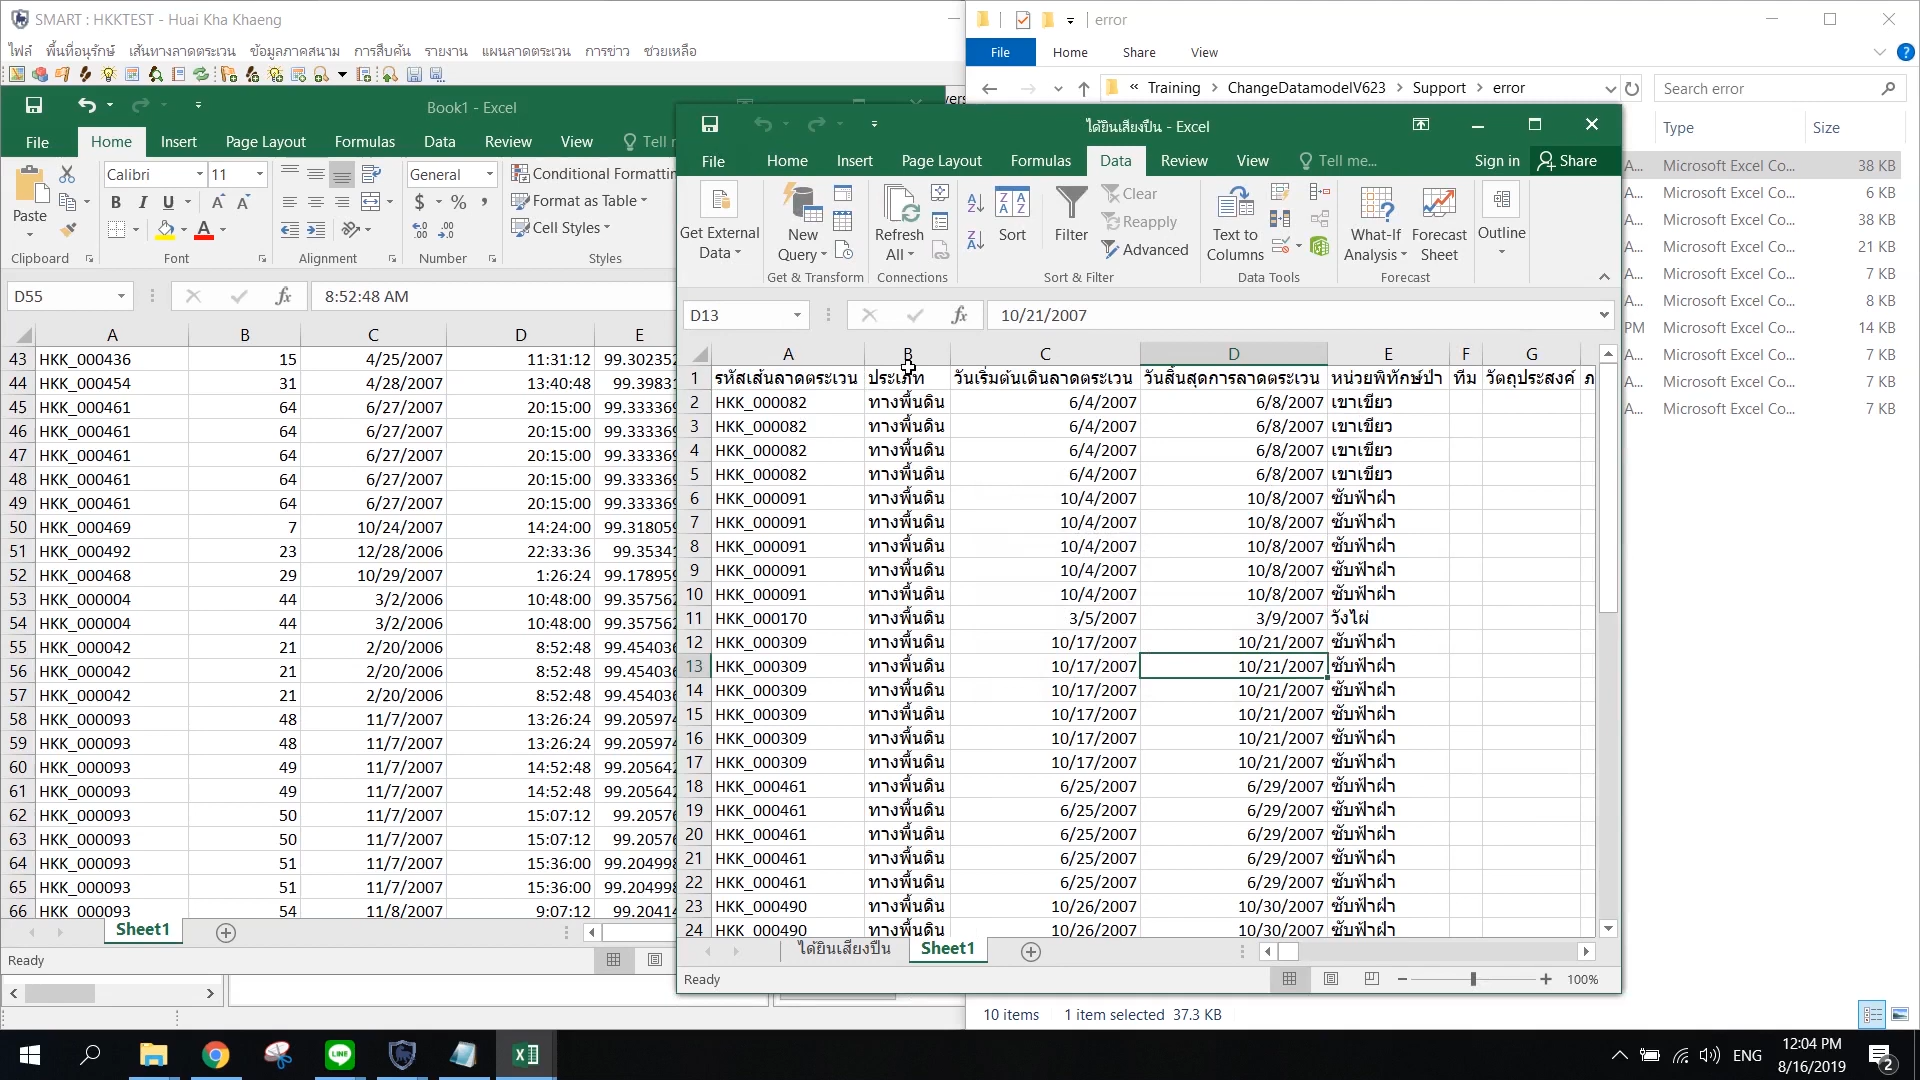 SMART : HKKTEST - Huai Kha Khaeng
ไฟล์ พื้นที่อนุรักษ์ เส้นทางลาดตระเวน ข้อมูลภาคสนาม การสืบค้น รายงาน แผนลาดตระเวน การข่าว ช่วยเหลือ
Book1 - Excel
File Home Insert Page Layout Formulas Data Review View Tell
Calibri 11 General Conditional Formatting
Format as Table
Cell Styles
Paste
Clipboard Font Alignment Number Styles
D55 8:52:48 AM
A B C D E
43 HKK_000436 15 4/25/2007 11:31:12 99.302352
44 HKK_000454 31 4/28/2007 13:40:48 99.39831
45 HKK_000461 64 6/27/2007 20:15:00 99.333369
46 HKK_000461 64 6/27/2007 20:15:00 99.333369
47 HKK_000461 64 6/27/2007 20:15:00 99.333369
48 HKK_000461 64 6/27/2007 20:15:00 99.333369
49 HKK_000461 64 6/27/2007 20:15:00 99.333369
50 HKK_000469 7 10/24/2007 14:24:00 99.318059
51 HKK_000492 23 12/28/2006 22:33:36 99.35341
52 HKK_000468 29 10/29/2007 1:26:24 99.178959
53 HKK_000004 44 3/2/2006 10:48:00 99.357562
54 HKK_000004 44 3/2/2006 10:48:00 99.357562
55 HKK_000042 21 2/20/2006 8:52:48 99.454036
56 HKK_000042 21 2/20/2006 8:52:48 99.454036
57 HKK_000042 21 2/20/2006 8:52:48 99.454036
58 HKK_000093 48 11/7/2007 13:26:24 99.205974
59 HKK_000093 48 11/7/2007 13:26:24 99.205974
60 HKK_000093 49 11/7/2007 14:52:48 99.205642
61 HKK_000093 49 11/7/2007 14:52:48 99.205642
62 HKK_000093 50 11/7/2007 15:07:12 99.20576
63 HKK_000093 50 11/7/2007 15:07:12 99.20576
64 HKK_000093 51 11/7/2007 15:36:00 99.204998
65 HKK_000093 51 11/7/2007 15:36:00 99.204998
66 HKK_000093 54 11/8/2007 9:07:12 99.20414
Sheet1
Ready
ได้ยินเสียงปืน - Excel
File Home Insert Page Layout Formulas Data Review View Tell me... Sign in Share
Get External Data New Query Refresh All Sort Filter Clear Reapply Advanced Text to Columns What-If Analysis Forecast Sheet Outline
Get & Transform Connections Sort & Filter Data Tools Forecast
D13 10/21/2007
A B C D E F G
1 รหัสเส้นลาดตระเวน ประเภท วันเริ่มต้นเดินลาดตระเวน วันสิ้นสุดการลาดตระเวน หน่วยพิทักษ์ป่า ทีม วัตถุประสงค์ ภ
2 HKK_000082 ทางพื้นดิน 6/4/2007 6/8/2007 เขาเขียว
3 HKK_000082 ทางพื้นดิน 6/4/2007 6/8/2007 เขาเขียว
4 HKK_000082 ทางพื้นดิน 6/4/2007 6/8/2007 เขาเขียว
5 HKK_000082 ทางพื้นดิน 6/4/2007 6/8/2007 เขาเขียว
6 HKK_000091 ทางพื้นดิน 10/4/2007 10/8/2007 ซับฟ้าผ่า
7 HKK_000091 ทางพื้นดิน 10/4/2007 10/8/2007 ซับฟ้าผ่า
8 HKK_000091 ทางพื้นดิน 10/4/2007 10/8/2007 ซับฟ้าผ่า
9 HKK_000091 ทางพื้นดิน 10/4/2007 10/8/2007 ซับฟ้าผ่า
10 HKK_000091 ทางพื้นดิน 10/4/2007 10/8/2007 ซับฟ้าผ่า
11 HKK_000170 ทางพื้นดิน 3/5/2007 3/9/2007 วังไผ่
12 HKK_000309 ทางพื้นดิน 10/17/2007 10/21/2007 ซับฟ้าผ่า
13 HKK_000309 ทางพื้นดิน 10/17/2007 10/21/2007 ซับฟ้าผ่า
14 HKK_000309 ทางพื้นดิน 10/17/2007 10/21/2007 ซับฟ้าผ่า
15 HKK_000309 ทางพื้นดิน 10/17/2007 10/21/2007 ซับฟ้าผ่า
16 HKK_000309 ทางพื้นดิน 10/17/2007 10/21/2007 ซับฟ้าผ่า
17 HKK_000309 ทางพื้นดิน 10/17/2007 10/21/2007 ซับฟ้าผ่า
18 HKK_000461 ทางพื้นดิน 6/25/2007 6/29/2007 ซับฟ้าผ่า
19 HKK_000461 ทางพื้นดิน 6/25/2007 6/29/2007 ซับฟ้าผ่า
20 HKK_000461 ทางพื้นดิน 6/25/2007 6/29/2007 ซับฟ้าผ่า
21 HKK_000461 ทางพื้นดิน 6/25/2007 6/29/2007 ซับฟ้าผ่า
22 HKK_000461 ทางพื้นดิน 6/25/2007 6/29/2007 ซับฟ้าผ่า
23 HKK_000490 ทางพื้นดิน 10/26/2007 10/30/2007 ซับฟ้าผ่า
24 HKK_000490 ทางพื้นดิน 10/26/2007 10/30/2007 ซับฟ้าผ่า
ได้ยินเสียงปืน Sheet1
Ready 100%
error
File Home Share View
« Training > ChangeDatamodelV623 > Support > error Search error
Type Size
A... Microsoft Excel Co... 38 KB
A... Microsoft Excel Co... 6 KB
A... Microsoft Excel Co... 38 KB
A... Microsoft Excel Co... 21 KB
A... Microsoft Excel Co... 7 KB
A... Microsoft Excel Co... 8 KB
PM Microsoft Excel Co... 14 KB
A... Microsoft Excel Co... 7 KB
A... Microsoft Excel Co... 7 KB
A... Microsoft Excel Co... 7 KB
10 items 1 item selected 37.3 KB
ENG 12:04 PM
8/16/2019
2